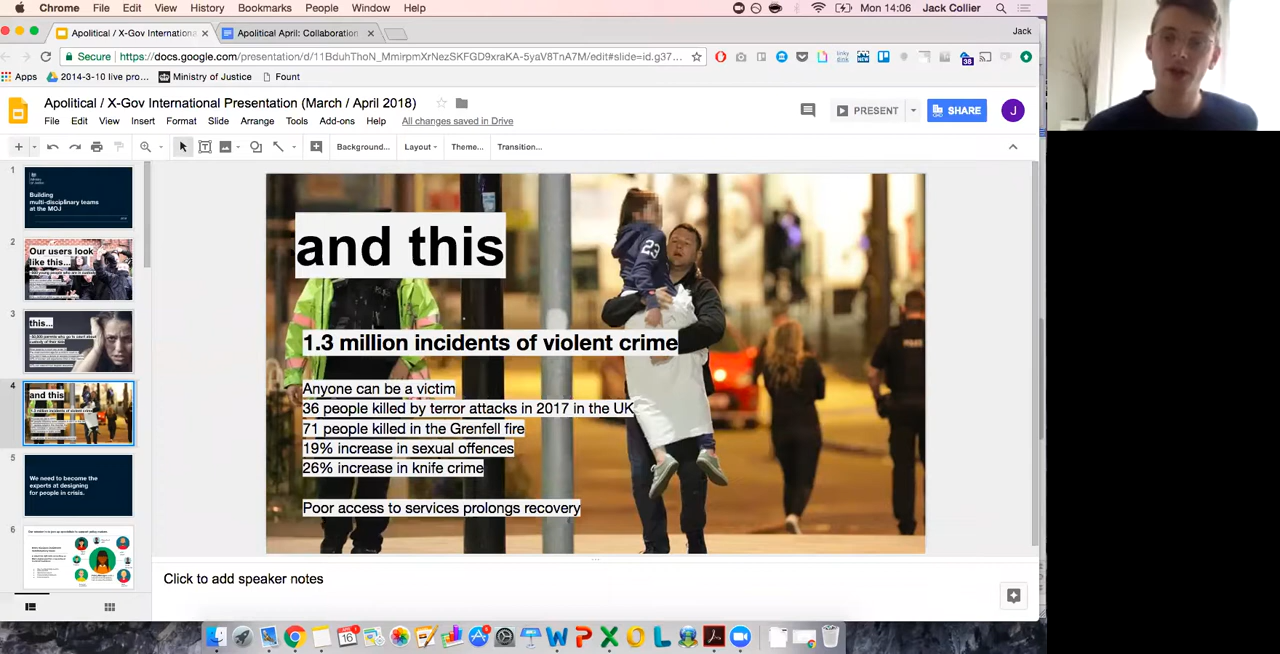 Chrome File Edit View History Bookmarks People Window Help Mon 14:06 Jack Collier
Apolitical / X-Gov Internationa Apolitical April: Collaboration Jack
Secure https://docs.google.com/presentation/d/11BduhThoN_MmirpmXrNezSKFGD9xraKA-5yaV8TnA7M/edit#slide=id.g37...
38
Apps 2014-3-10 live pro... Ministry of Justice Fount
Apolitical / X-Gov International Presentation (March / April 2018)
File Edit View Insert Format Slide Arrange Tools Add-ons Help All changes saved in Drive
PRESENT SHARE J
Background... Layout Theme... Transition...
1
Building
multi-disciplinary teams
at the MOJ
2
Our users look
like this...
3
this...
4
and this
5
We need to become the
experts at designing
for people in crisis.
6
and this
23
1.3 million incidents of violent crime
Anyone can be a victim
36 people killed by terror attacks in 2017 in the UK
71 people killed in the Grenfell fire
19% increase in sexual offences
26% increase in knife crime
Poor access to services prolongs recovery
Click to add speaker notes
16